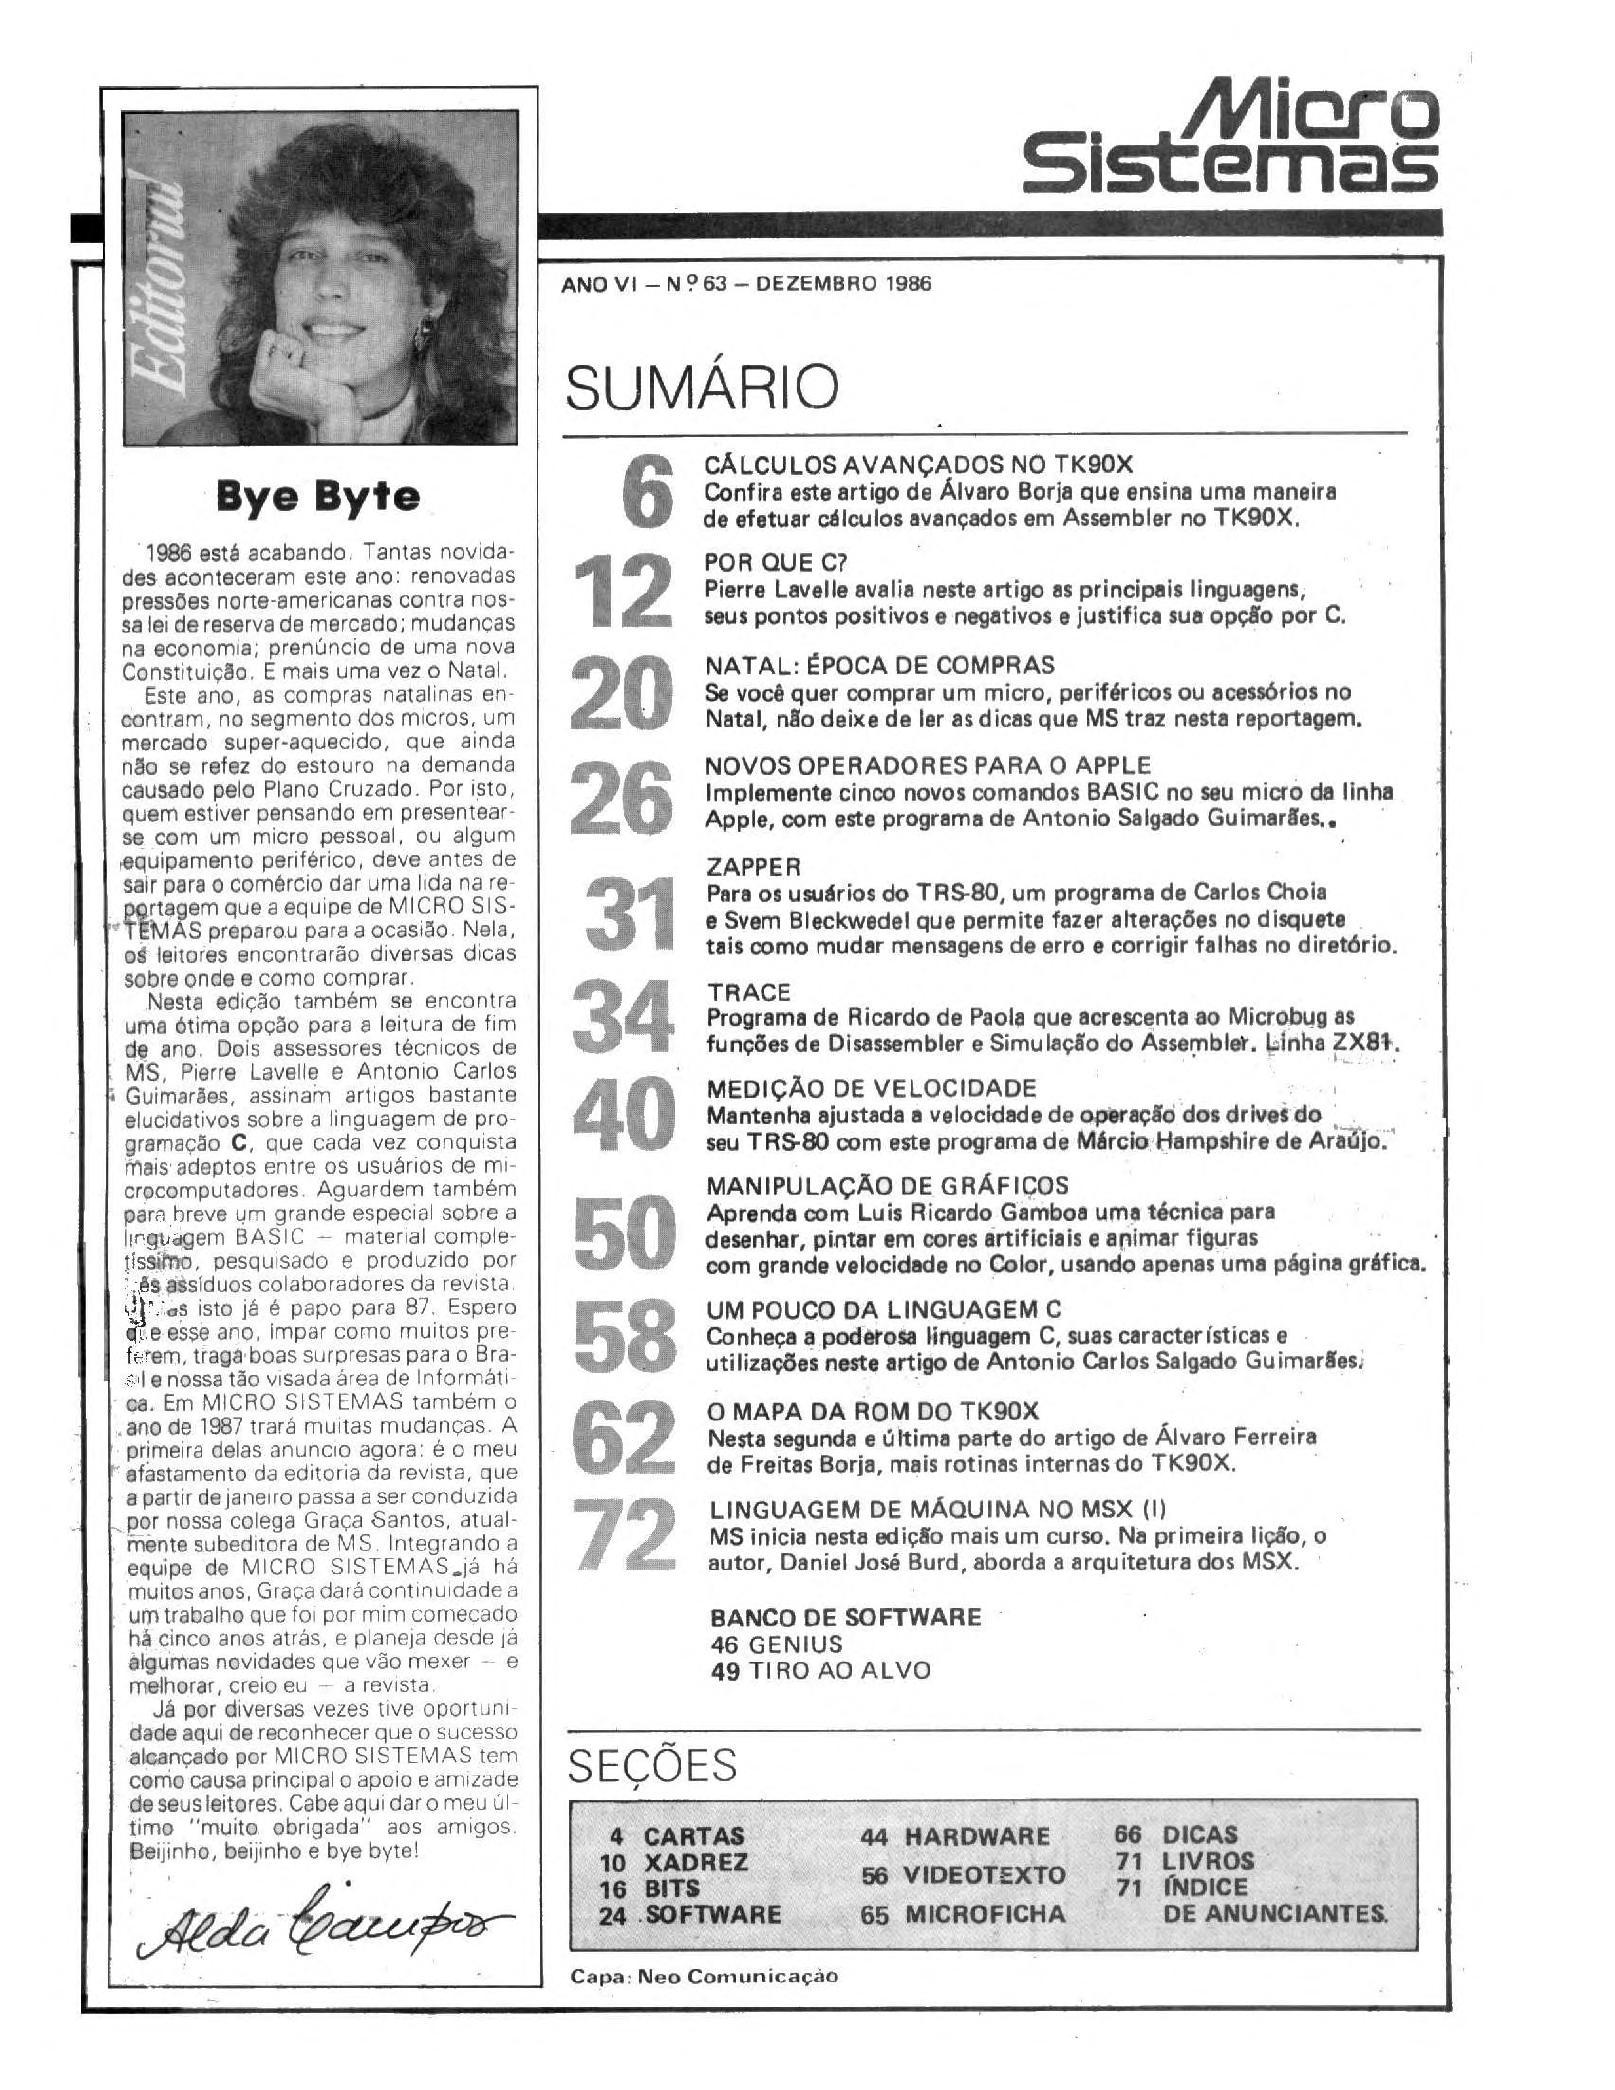 Micro
Sistemas
Editorial
Bye Byte
1986 está acabando. Tantas novida-
des aconteceram este ano: renovadas
pressões norte-americanas contra nos-
sa lei de reserva de mercado; mudanças
na economia; prenúncio de uma nova
Constituição. E mais uma vez o Natal.
Este ano, as compras natalinas en-
contram, no segmento dos micros, um
mercado super-aquecido, que ainda
não se refez do estouro na demanda
causado pelo Plano Cruzado. Por isto,
quem estiver pensando em presentear-
se com um micro pessoal, ou algum
equipamento periférico, deve antes de
sair para o comércio dar uma lida na re-
portagem que a equipe de MICRO SIS-
TEMAS preparou para a ocasião. Nela,
os leitores encontrarão diversas dicas
sobre onde e como comprar.
Nesta edição também se encontra
uma ótima opção para a leitura de fim
de ano. Dois assessores técnicos de
MS, Pierre Lavelle e Antonio Carlos
Guimarães, assinam artigos bastante
elucidativos sobre a linguagem de pro-
gramação C, que cada vez conquista
mais adeptos entre os usuários de mi-
crocomputadores. Aguardem também
para breve um grande especial sobre a
linguagem BASIC — material comple-
tíssimo, pesquisado e produzido por
assíduos colaboradores da revista.
isto já é papo para 87. Espero
que esse ano, ímpar como muitos pre-
ferem, traga boas surpresas para o Bra-
sil e nossa tão visada área de Informáti-
ca. Em MICRO SISTEMAS também o
ano de 1987 trará muitas mudanças. A
primeira delas anuncio agora: é o meu
afastamento da editoria da revista, que
a partir de janeiro passa a ser conduzida
por nossa colega Graça Santos, atual-
mente subeditora de MS. Integrando a
equipe de MICRO SISTEMAS já há
muitos anos, Graça dará continuidade a
um trabalho que foi por mim começado
há cinco anos atrás, e planeja desde já
algumas novidades que vão mexer — e
melhorar, creio eu — a revista.
Já por diversas vezes tive oportuni-
dade aqui de reconhecer que o sucesso
alcançado por MICRO SISTEMAS tem
como causa principal o apoio e amizade
de seus leitores. Cabe aqui dar o meu úl-
timo "muito obrigada" aos amigos.
Beijinho, beijinho e bye byte!
Alda Campos
ANO VI – Nº 63 – DEZEMBRO 1986
SUMÁRIO
6 CÁLCULOS AVANÇADOS NO TK90X
Confira este artigo de Álvaro Borja que ensina uma maneira
de efetuar cálculos avançados em Assembler no TK90X.
12 POR QUE C?
Pierre Lavelle avalia neste artigo as principais linguagens,
seus pontos positivos e negativos e justifica sua opção por C.
20 NATAL: ÉPOCA DE COMPRAS
Se você quer comprar um micro, periféricos ou acessórios no
Natal, não deixe de ler as dicas que MS traz nesta reportagem.
26 NOVOS OPERADORES PARA O APPLE
Implemente cinco novos comandos BASIC no seu micro da linha
Apple, com este programa de Antonio Salgado Guimarães.
31 ZAPPER
Para os usuários do TRS-80, um programa de Carlos Choia
e Svem Bleckwedel que permite fazer alterações no disquete
tais como mudar mensagens de erro e corrigir falhas no diretório.
34 TRACE
Programa de Ricardo de Paola que acrescenta ao Microbug as
funções de Disassembler e Simulação do Assembler. Linha ZX81.
40 MEDIÇÃO DE VELOCIDADE
Mantenha ajustada a velocidade de operação dos drives do
seu TRS-80 com este programa de Márcio Hampshire de Araújo.
50 MANIPULAÇÃO DE GRÁFICOS
Aprenda com Luis Ricardo Gamboa uma técnica para
desenhar, pintar em cores artificiais e animar figuras
com grande velocidade no Color, usando apenas uma página gráfica.
58 UM POUCO DA LINGUAGEM C
Conheça a poderosa linguagem C, suas características e
utilizações neste artigo de Antonio Carlos Salgado Guimarães.
62 O MAPA DA ROM DO TK90X
Nesta segunda e última parte do artigo de Álvaro Ferreira
de Freitas Borja, mais rotinas internas do TK90X.
72 LINGUAGEM DE MÁQUINA NO MSX (I)
MS inicia nesta edição mais um curso. Na primeira lição, o
autor, Daniel José Burd, aborda a arquitetura dos MSX.
BANCO DE SOFTWARE
46 GENIUS
49 TIRO AO ALVO
SEÇÕES
4 CARTAS
10 XADREZ
16 BITS
24 SOFTWARE
44 HARDWARE
56 VIDEOTEXTO
65 MICROFICHA
66 DICAS
71 LIVROS
71 ÍNDICE
DE ANUNCIANTES.
Capa: Neo Comunicação